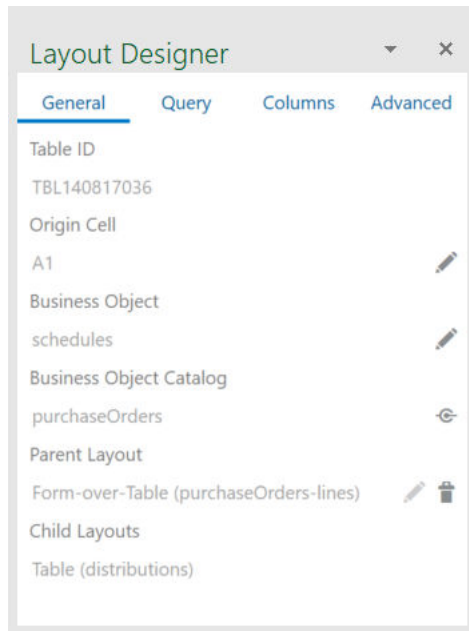 Layout Designer
General Query Columns Advanced
Table ID
TBL140817036
Origin Cell
A1
Business Object
schedules
Business Object Catalog
purchaseOrders
Parent Layout
Form-over-Table (purchaseOrders-lines)
Child Layouts
Table (distributions)